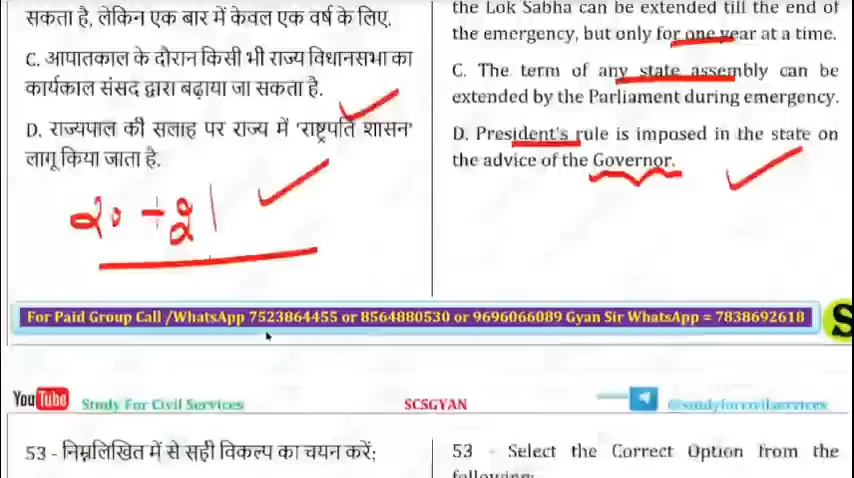 सकता है, लेकिन एक बार में केवल एक वर्ष के लिए.
C. आपातकाल के दौरान किसी भी राज्य विधानसभा का
कार्यकाल संसद द्वारा बढ़ाया जा सकता है.
D. राज्यपाल की सलाह पर राज्य में 'राष्ट्रपति शासन'
लागू किया जाता है.
the Lok Sabha can be extended till the end of
the emergency, but only for one year at a time.
C. The term of any state assembly can be
extended by the Parliament during emergency.
D. President's rule is imposed in the state on
the advice of the Governor.
For Paid Group Call /WhatsApp 7523864455 or 8564880530 or 9696066089 Gyan Sir WhatsApp = 7838692618
S
YouTube Study For Civil Services
SCSGYAN
@studyforcivilservices
53 - निम्नलिखित में से सही विकल्प का चयन करें;
53 - Select the Correct Option from the
following;